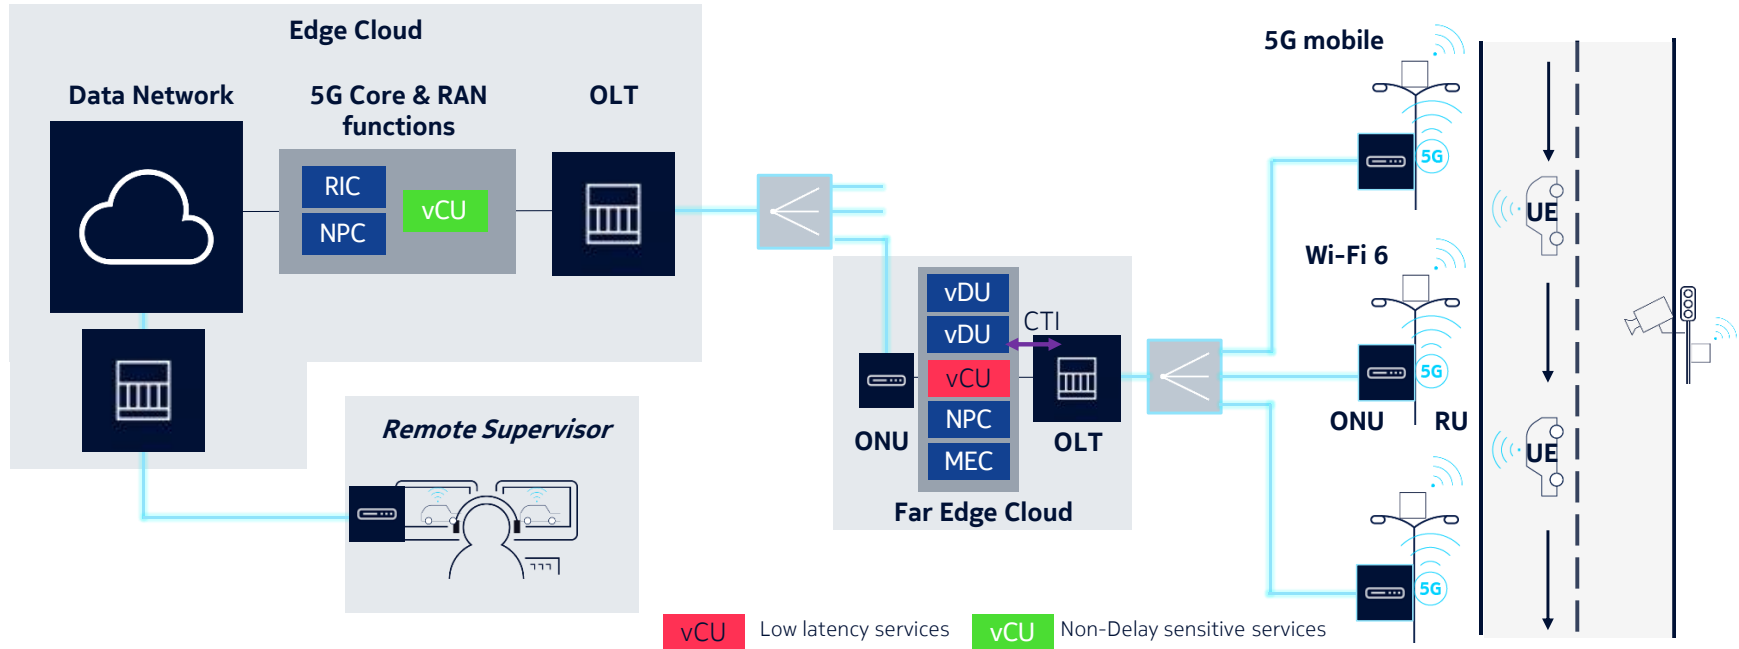 Edge Cloud
Data Network
5G Core & RAN
functions
OLT
RIC
NPC
vCU
Remote Supervisor
vDU
vDU
CTI
vCU
NPC
MEC
ONU
OLT
Far Edge Cloud
5G mobile
5G
Wi-Fi 6
5G
ONU
RU
5G
UE
UE
vCU
Low latency services
vCU
Non-Delay sensitive services